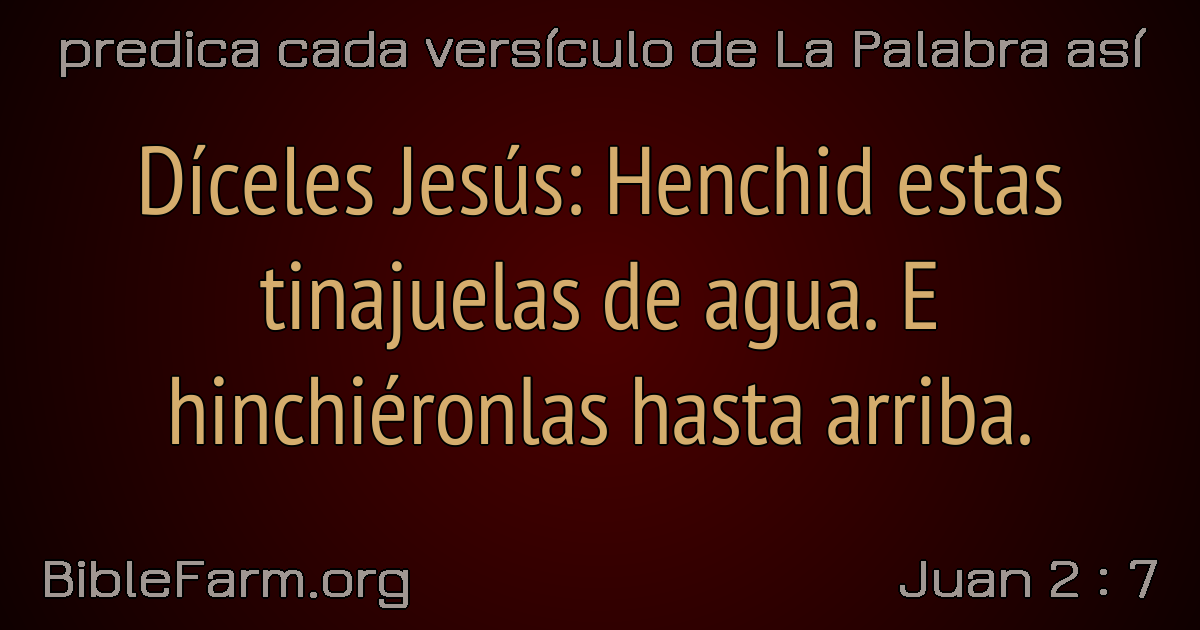 predica cada versículo de La Palabra así
Díceles Jesús: Henchid estas
tinajuelas de agua. E
hinchiéronlas hasta arriba.
BibleFarm.org
Juan 2 : 7